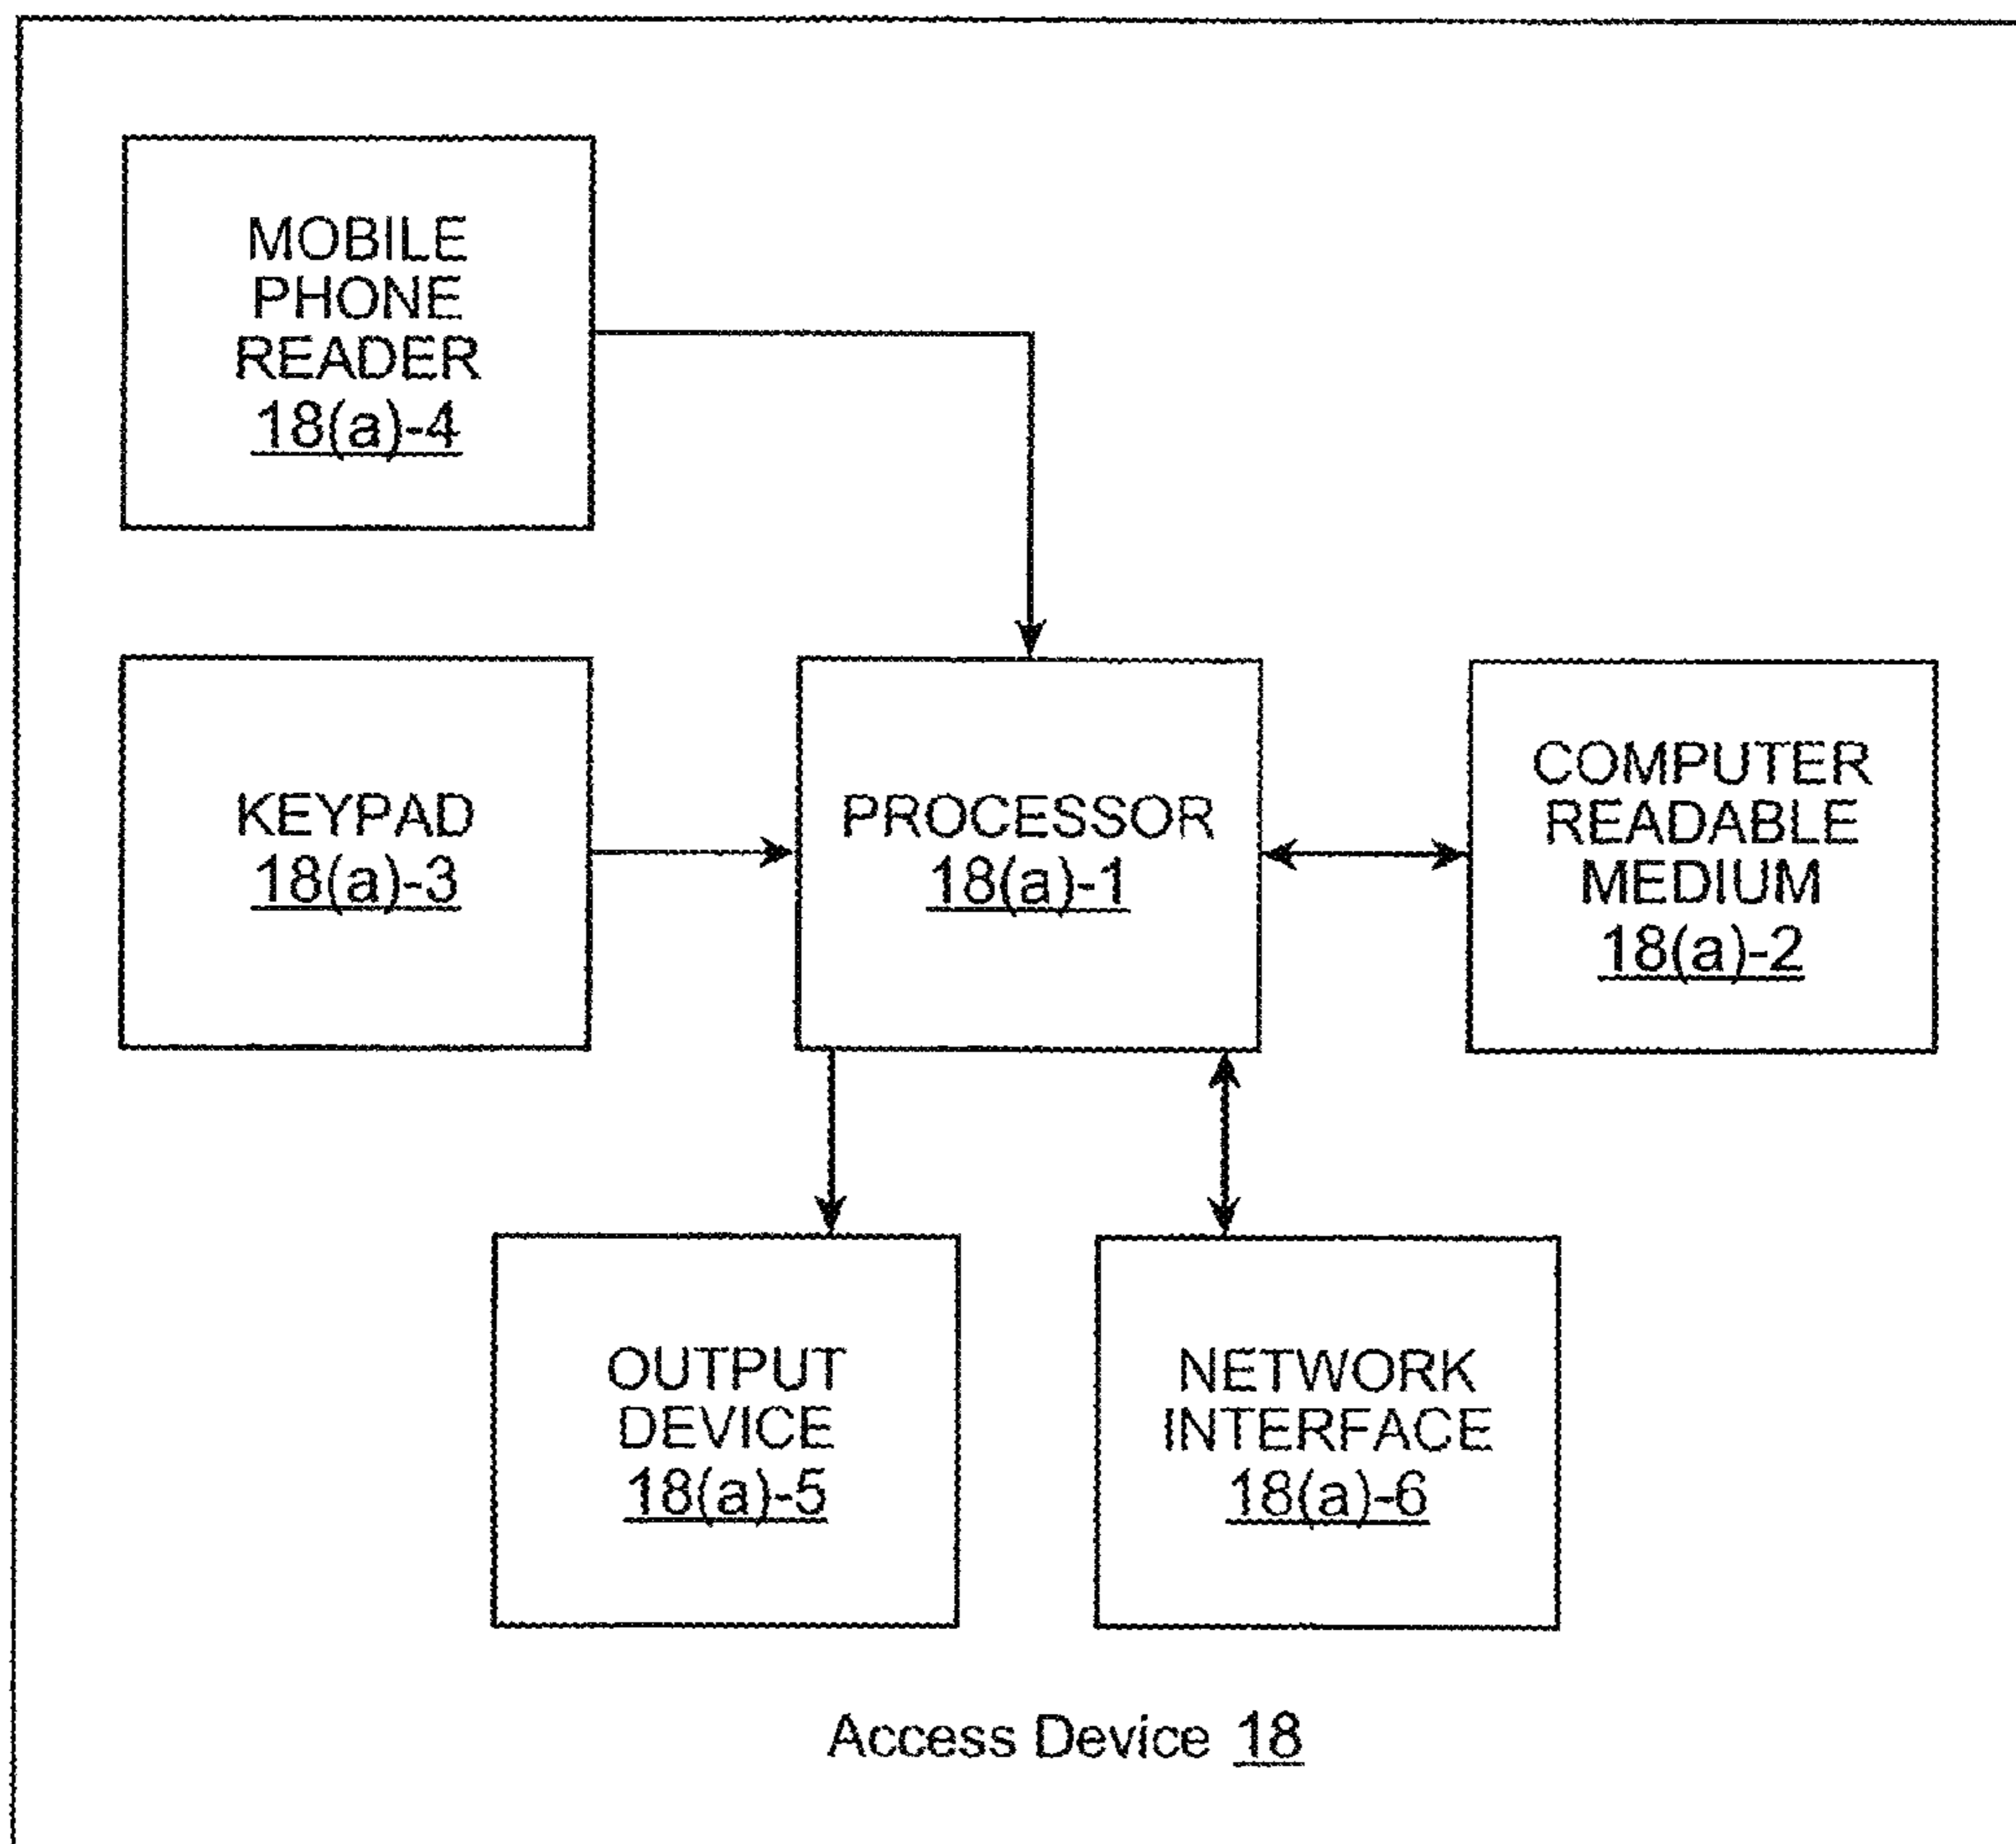 MOBILE
PHONE
READER
18(a)-4
KEYPAD
18(a)-3
PROCESSOR
18(a)-1
COMPUTER
READABLE
MEDIUM
18(a)-2
OUTPUT
DEVICE
18(a)-5
NETWORK
INTERFACE
18(a)-6
Access Device 18